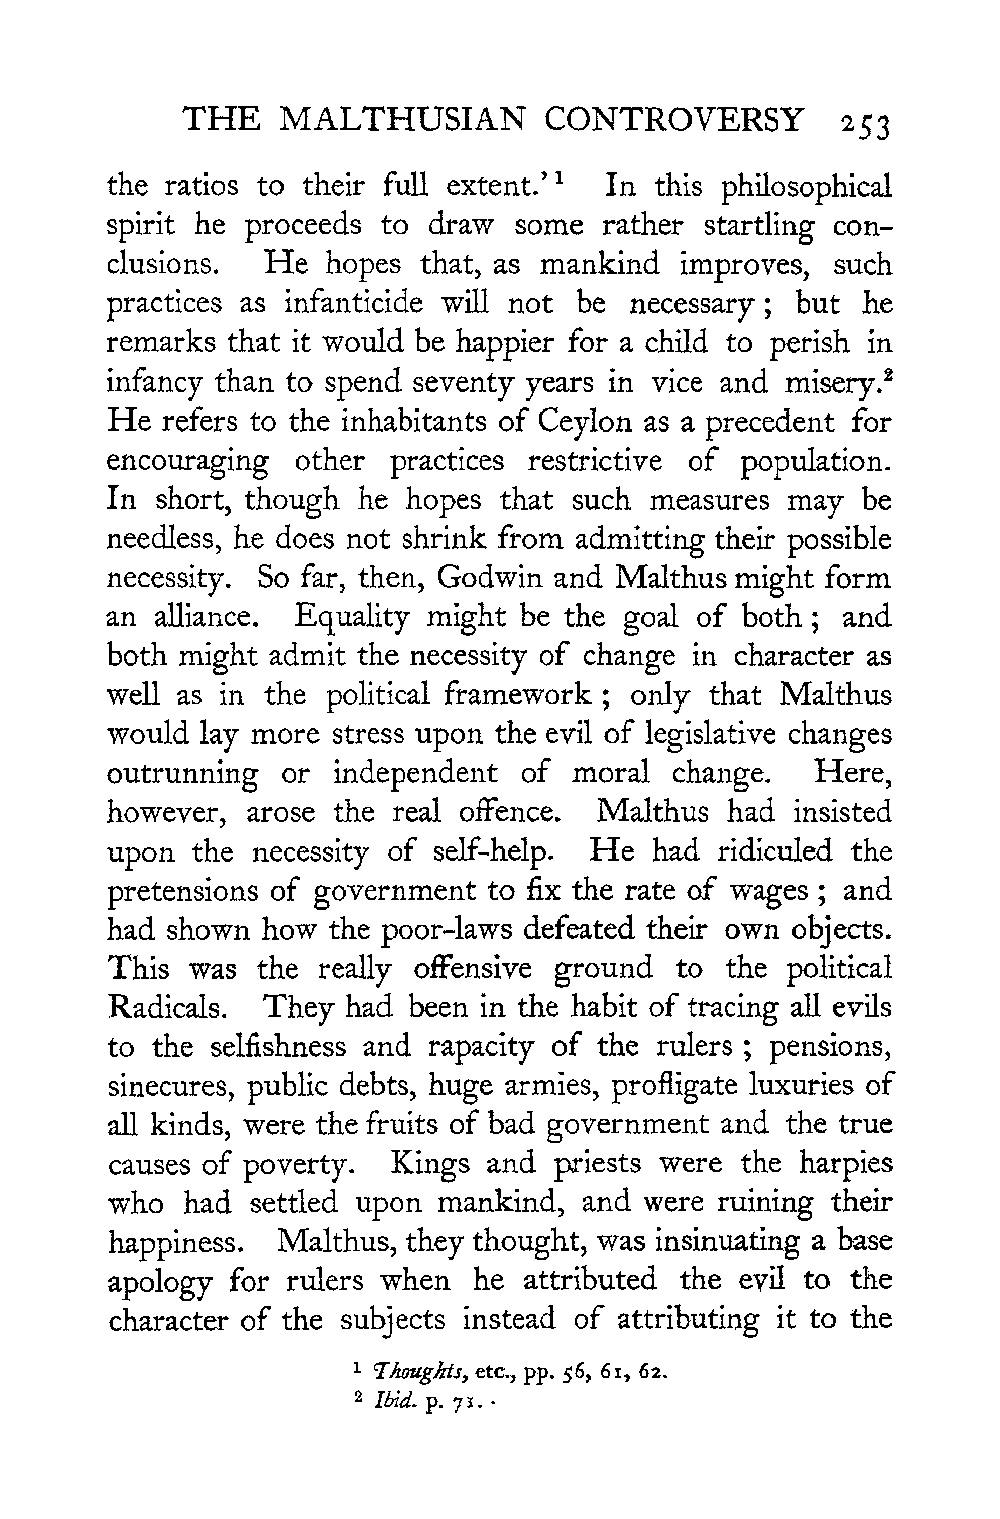 THE MALTHUSIAN CONTROVERSY 253
the ratios to their full extent.’ ¹ In this philosophical
spirit he proceeds to draw some rather startling con-
clusions. He hopes that, as mankind improves, such
practices as infanticide will not be necessary ; but he
remarks that it would be happier for a child to perish in
infancy than to spend seventy years in vice and misery.²
He refers to the inhabitants of Ceylon as a precedent for
encouraging other practices restrictive of population.
In short, though he hopes that such measures may be
needless, he does not shrink from admitting their possible
necessity. So far, then, Godwin and Malthus might form
an alliance. Equality might be the goal of both ; and
both might admit the necessity of change in character as
well as in the political framework ; only that Malthus
would lay more stress upon the evil of legislative changes
outrunning or independent of moral change. Here,
however, arose the real offence. Malthus had insisted
upon the necessity of self-help. He had ridiculed the
pretensions of government to fix the rate of wages ; and
had shown how the poor-laws defeated their own objects.
This was the really offensive ground to the political
Radicals. They had been in the habit of tracing all evils
to the selfishness and rapacity of the rulers ; pensions,
sinecures, public debts, huge armies, profligate luxuries of
all kinds, were the fruits of bad government and the true
causes of poverty. Kings and priests were the harpies
who had settled upon mankind, and were ruining their
happiness. Malthus, they thought, was insinuating a base
apology for rulers when he attributed the evil to the
character of the subjects instead of attributing it to the
¹ Thoughts, etc., pp. 56, 61, 62.
² Ibid. p. 71.